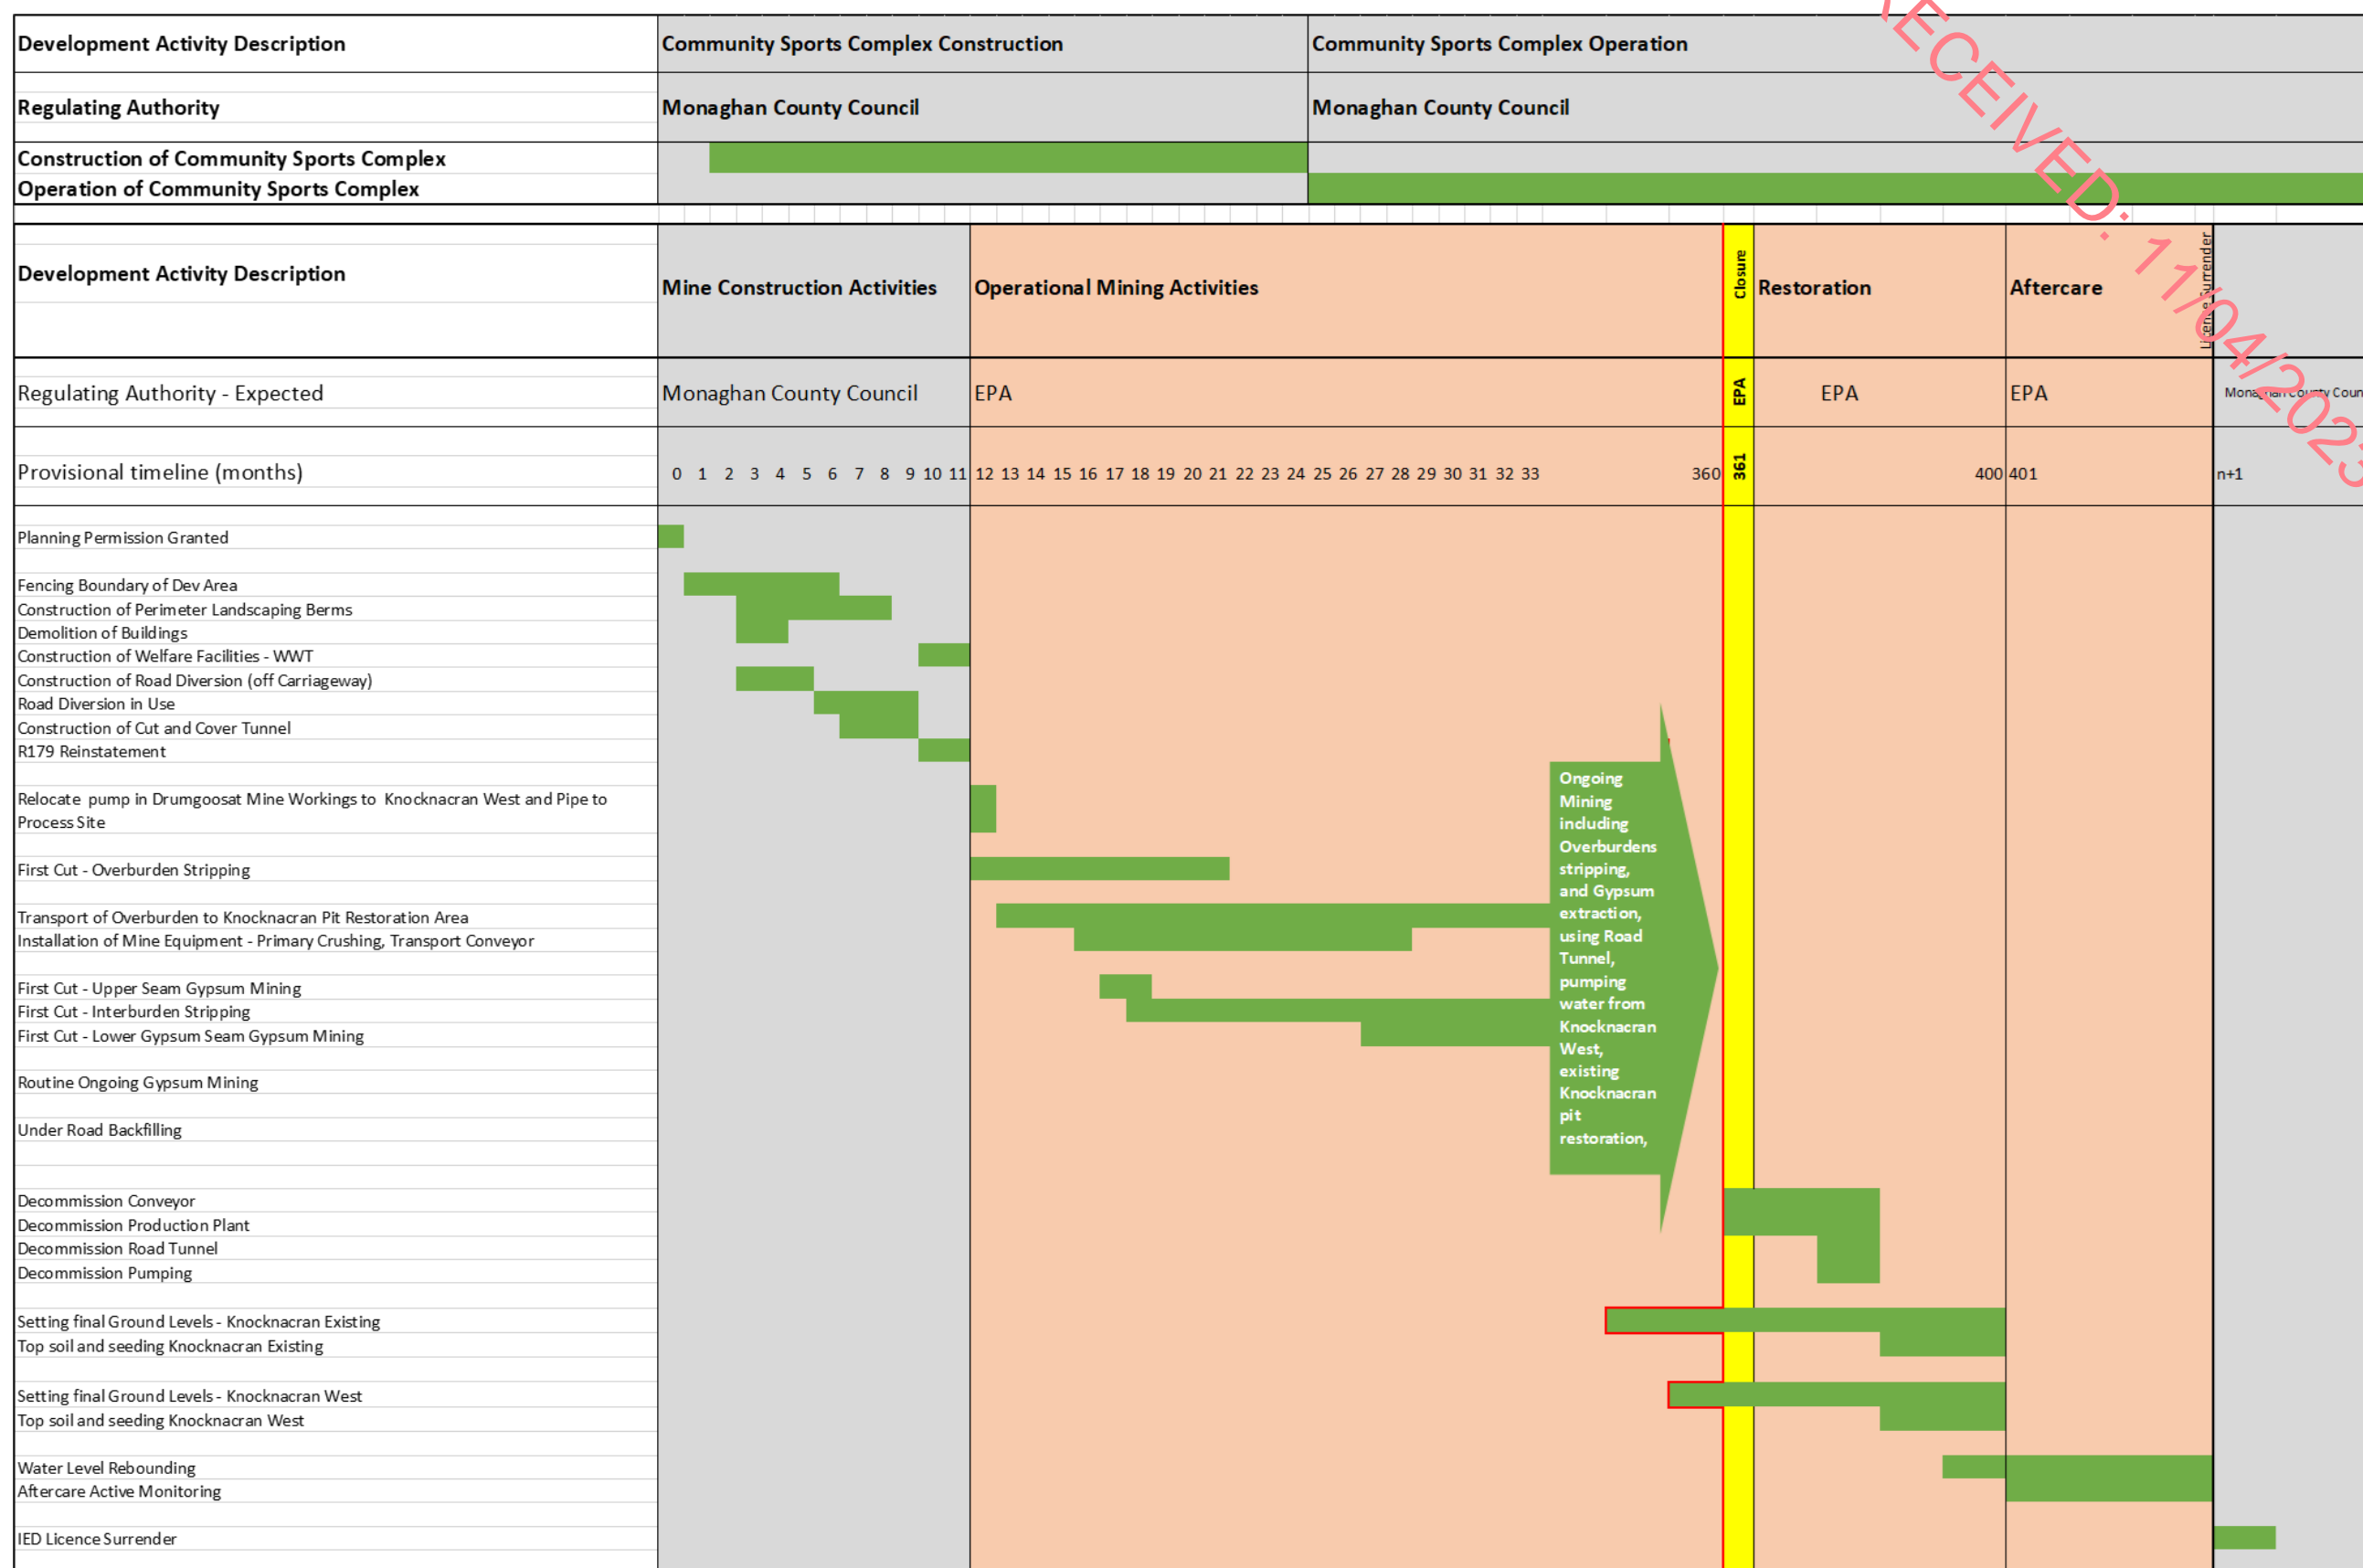 Development Activity Description
Community Sports Complex Construction
Community Sports Complex Operation
Regulating Authority
Monaghan County Council
Monaghan County Council
Construction of Community Sports Complex
Operation of Community Sports Complex
RECEIVED: 11/04/2023
Development Activity Description
Mine Construction Activities
Operational Mining Activities
Closure
Restoration
Aftercare
Licence Surrender
Regulating Authority - Expected
Monaghan County Council
EPA
EPA
EPA
EPA
Monaghan County Coun
Provisional timeline (months)
0 1 2 3 4 5 6 7 8 9 10 11 12 13 14 15 16 17 18 19 20 21 22 23 24 25 26 27 28 29 30 31 32 33 360 361 400 401 n+1
Planning Permission Granted
Fencing Boundary of Dev Area
Construction of Perimeter Landscaping Berms
Demolition of Buildings
Construction of Welfare Facilities - WWT
Construction of Road Diversion (off Carriageway)
Road Diversion in Use
Construction of Cut and Cover Tunnel
R179 Reinstatement
Relocate pump in Drumgoosat Mine Workings to Knocknacran West and Pipe to
Process Site
First Cut - Overburden Stripping
Transport of Overburden to Knocknacran Pit Restoration Area
Installation of Mine Equipment - Primary Crushing, Transport Conveyor
First Cut - Upper Seam Gypsum Mining
First Cut - Interburden Stripping
First Cut - Lower Gypsum Seam Gypsum Mining
Routine Ongoing Gypsum Mining
Under Road Backfilling
Ongoing
Mining
including
Overburdens
stripping,
and Gypsum
extraction,
using Road
Tunnel,
pumping
water from
Knocknacran
West,
existing
Knocknacran
pit
restoration,
Decommission Conveyor
Decommission Production Plant
Decommission Road Tunnel
Decommission Pumping
Setting final Ground Levels - Knocknacran Existing
Top soil and seeding Knocknacran Existing
Setting final Ground Levels - Knocknacran West
Top soil and seeding Knocknacran West
Water Level Rebounding
Aftercare Active Monitoring
IED Licence Surrender